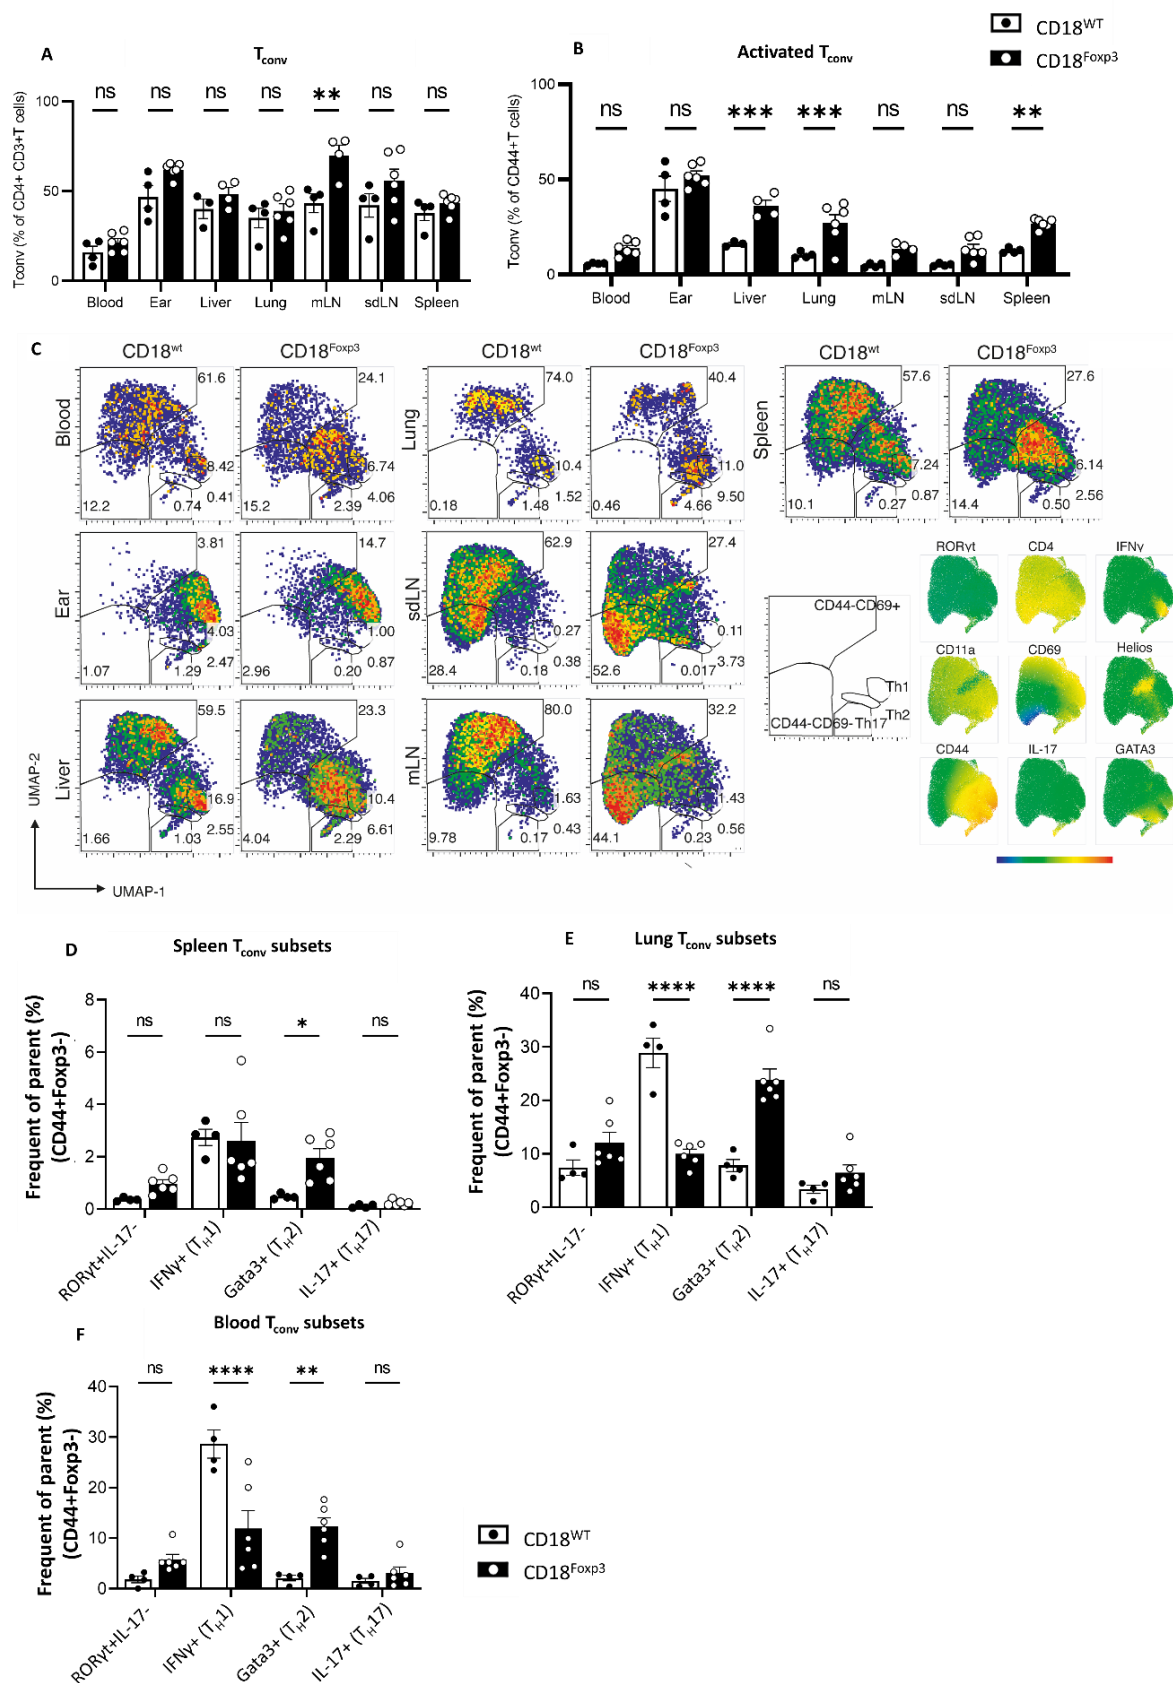 CD18WT
CD18Foxp3
A
Tconv
B
Activated Tconv
ns ns ns ns ** ns ns
ns ns *** *** ns ns **
Tconv (% of CD4+ CD3+T cells)
100
50
0
Blood Ear Liver Lung mLN sdLN Spleen
Tconv (% of CD44+T cells)
100
50
0
Blood Ear Liver Lung mLN sdLN Spleen
C
CD18wt CD18Foxp3 CD18wt CD18Foxp3 CD18wt CD18Foxp3
Blood
61.6
8.42
0.41
0.74
12.2
24.1
6.74
4.06
2.39
15.2
Lung
74.0
10.4
1.52
1.48
0.18
40.4
11.0
9.50
4.66
0.46
Spleen
57.6
7.24
0.87
0.27
10.1
27.6
6.14
2.56
0.50
14.4
Ear
3.81
4.03
2.47
1.29
1.07
14.7
1.00
0.87
0.20
2.96
sdLN
62.9
0.27
0.38
0.18
28.4
27.4
0.11
3.73
0.017
52.6
CD44-CD69+
Th1
Th2
CD44-CD69-Th17
RORγt CD4 IFNγ
CD11a CD69 Helios
CD44 IL-17 GATA3
Liver
59.5
16.9
2.55
1.03
1.66
23.3
10.4
6.61
2.29
4.04
mLN
80.0
1.63
0.43
0.17
9.78
32.2
1.43
0.56
0.23
44.1
UMAP-2
UMAP-1
D
Spleen Tconv subsets
Frequent of parent (%)
(CD44+Foxp3-)
8
6
4
2
0
ns ns * ns
RORγt+IL-17-
IFNγ+ (TH1)
Gata3+ (TH2)
IL-17+ (TH17)
E
Lung Tconv subsets
Frequent of parent (%)
(CD44+Foxp3-)
40
30
20
10
0
ns **** **** ns
RORγt+IL-17-
IFNγ+ (TH1)
Gata3+ (TH2)
IL-17+ (TH17)
F
Blood Tconv subsets
Frequent of parent (%)
(CD44+Foxp3-)
40
30
20
10
0
ns **** ** ns
RORγt+IL-17-
IFNγ+ (TH1)
Gata3+ (TH2)
IL-17+ (TH17)
CD18WT
CD18Foxp3